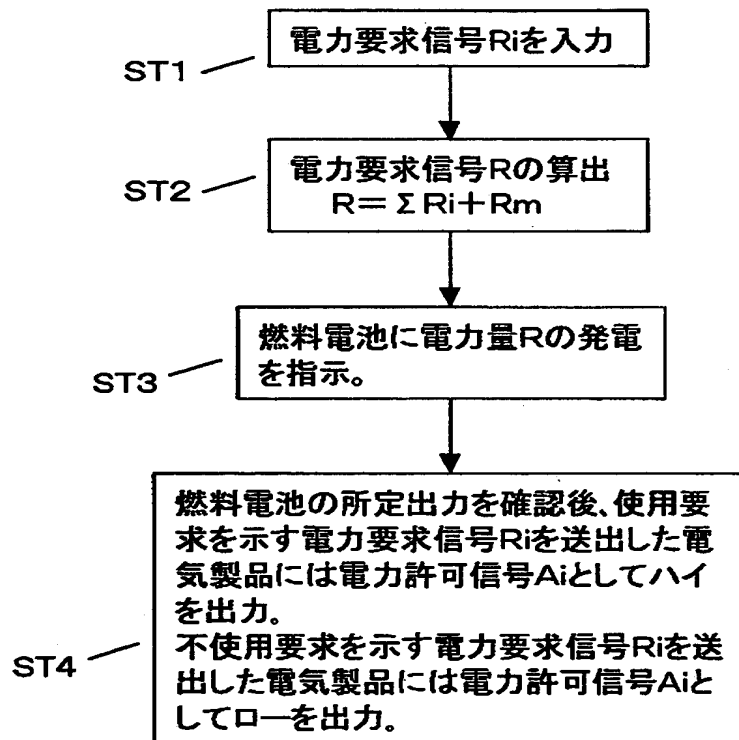 ST1
電力要求信号Riを入力
ST2
電力要求信号Rの算出
R=ΣRi+Rm
ST3
燃料電池に電力量Rの発電
を指示。
ST4
燃料電池の所定出力を確認後、使用要
求を示す電力要求信号Riを送出した電
気製品には電力許可信号Aiとしてハイ
を出力。
不使用要求を示す電力要求信号Riを送
出した電気製品には電力許可信号Aiと
してローを出力。